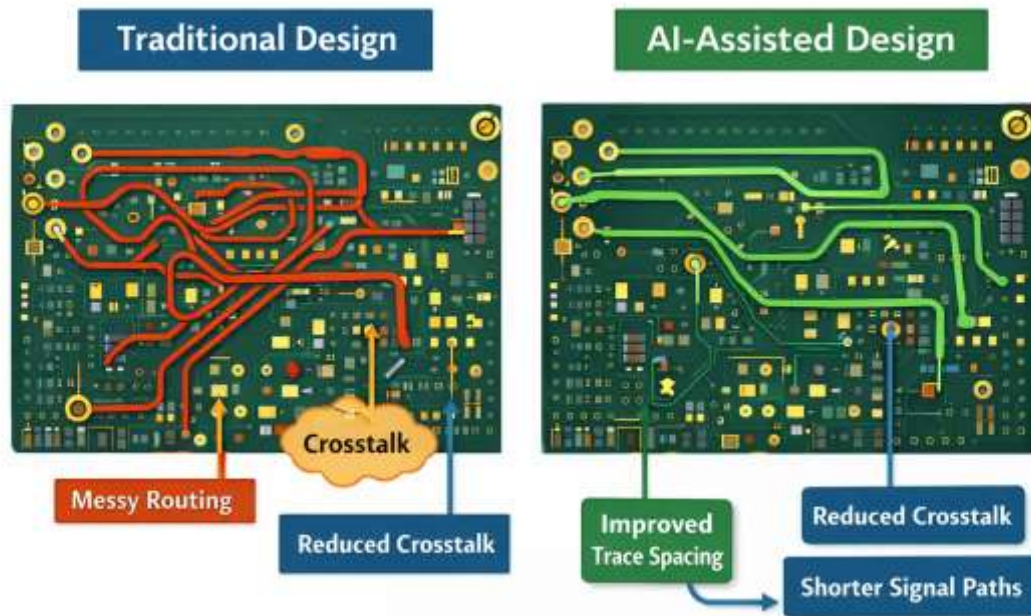 Traditional Design
AI-Assisted Design
Crosstalk
Messy Routing
Reduced Crosstalk
Improved
Trace Spacing
Reduced Crosstalk
Shorter Signal Paths